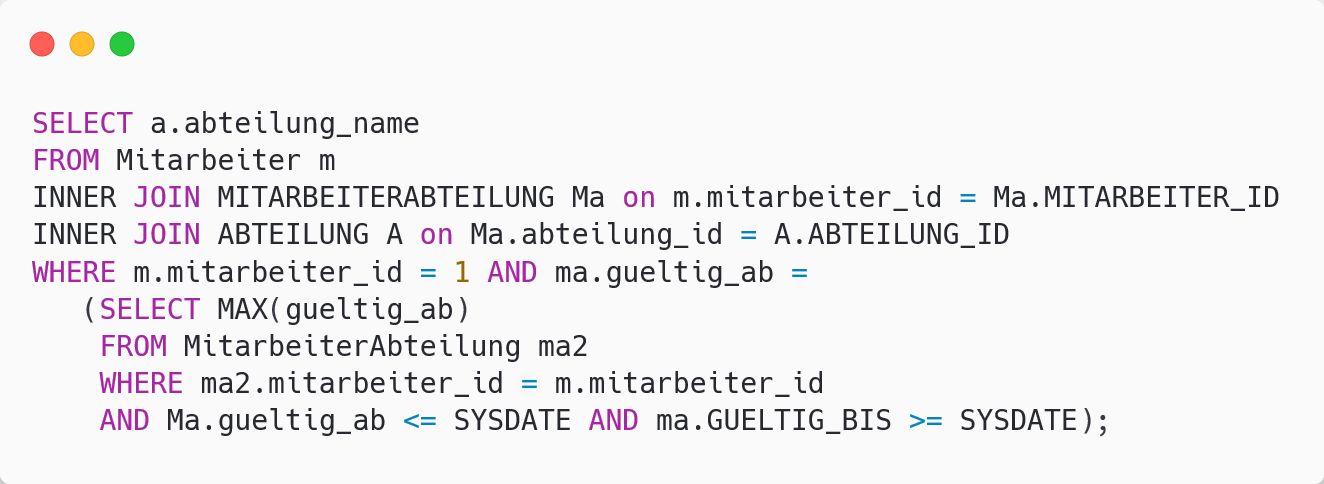 SELECT a.abteilung_name
FROM Mitarbeiter m
INNER JOIN MITARBEITERABTEILUNG Ma on m.mitarbeiter_id = Ma.MITARBEITER_ID
INNER JOIN ABTEILUNG A on Ma.abteilung_id = A.ABTEILUNG_ID
WHERE m.mitarbeiter_id = 1 AND ma.gueltig_ab =
   (SELECT MAX(gueltig_ab)
    FROM MitarbeiterAbteilung ma2
    WHERE ma2.mitarbeiter_id = m.mitarbeiter_id
    AND Ma.gueltig_ab <= SYSDATE AND ma.GUELTIG_BIS >= SYSDATE);